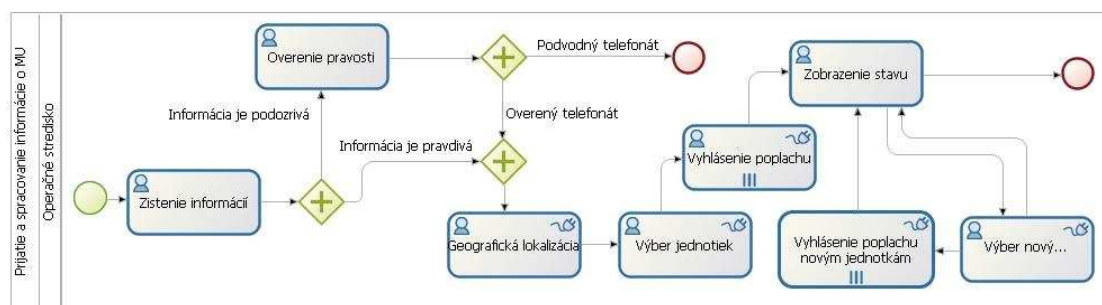 Prijatie a spracovanie informácie o MU
Operačné stredisko
Zistenie informácií
Informácia je podozrivá
Overenie pravosti
Podvodný telefonát
Overený telefonát
Informácia je pravdivá
Geografická lokalizácia
Výber jednotiek
Vyhlásenie poplachu
Zobrazenie stavu
Vyhlásenie poplachu
novým jednotkám
Výber nový...